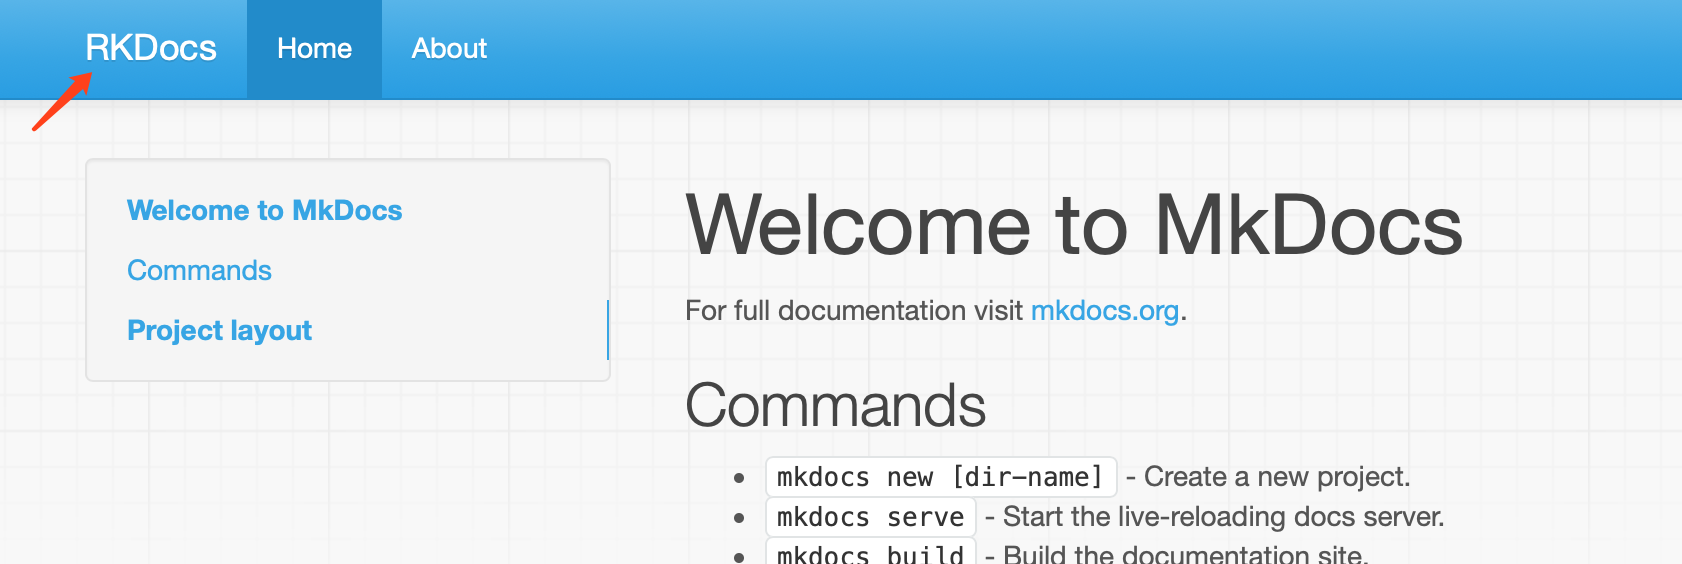 RKDocs Home About
Welcome to MkDocs
Commands
Project layout
Welcome to MkDocs
For full documentation visit mkdocs.org.
Commands
mkdocs new [dir-name] - Create a new project.
mkdocs serve - Start the live-reloading docs server.
mkdocs build - Build the documentation site.